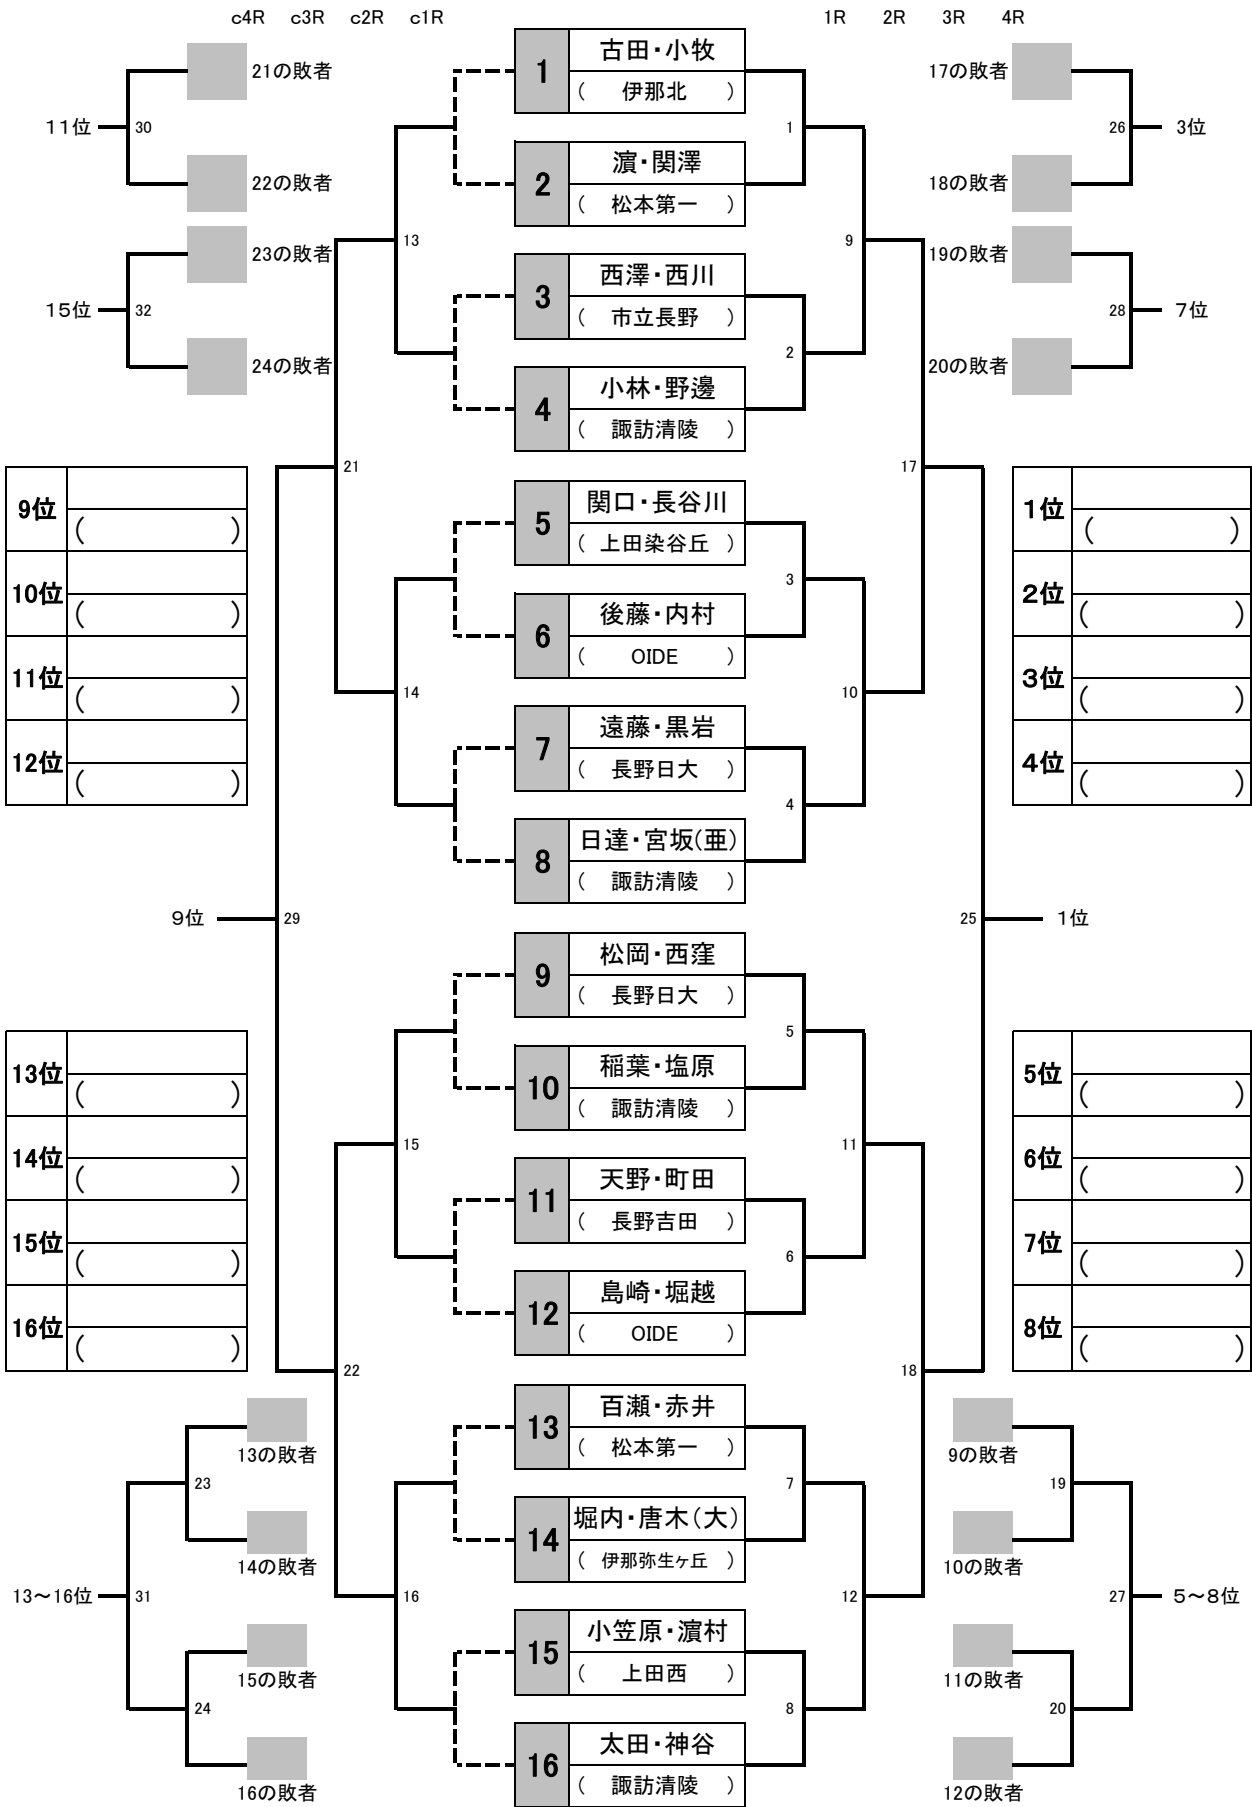 c4R c3R c2R c1R
1R 2R 3R 4R
21の敗者
11位
30
22の敗者
23の敗者
15位
32
24の敗者
17の敗者
26
3位
18の敗者
19の敗者
28
7位
20の敗者
1
古田・小牧
( 伊那北 )
2
濵・関澤
( 松本第一 )
3
西澤・西川
( 市立長野 )
4
小林・野邊
( 諏訪清陵 )
5
関口・長谷川
( 上田染谷丘 )
6
後藤・内村
( OIDE )
7
遠藤・黒岩
( 長野日大 )
8
日達・宮坂(亜)
( 諏訪清陵 )
9
松岡・西窪
( 長野日大 )
10
稲葉・塩原
( 諏訪清陵 )
11
天野・町田
( 長野吉田 )
12
島崎・堀越
( OIDE )
13
百瀬・赤井
( 松本第一 )
14
堀内・唐木(大)
( 伊那弥生ヶ丘 )
15
小笠原・濵村
( 上田西 )
16
太田・神谷
( 諏訪清陵 )
1
2
3
4
5
6
7
8
9
10
11
12
17
18
25
1位
13
14
15
16
21
22
29
9位
9位
( )
10位
( )
11位
( )
12位
( )
13位
( )
14位
( )
15位
( )
16位
( )
1位
( )
2位
( )
3位
( )
4位
( )
5位
( )
6位
( )
7位
( )
8位
( )
13の敗者
23
14の敗者
13～16位
31
15の敗者
24
16の敗者
9の敗者
19
10の敗者
27
5～8位
11の敗者
20
12の敗者